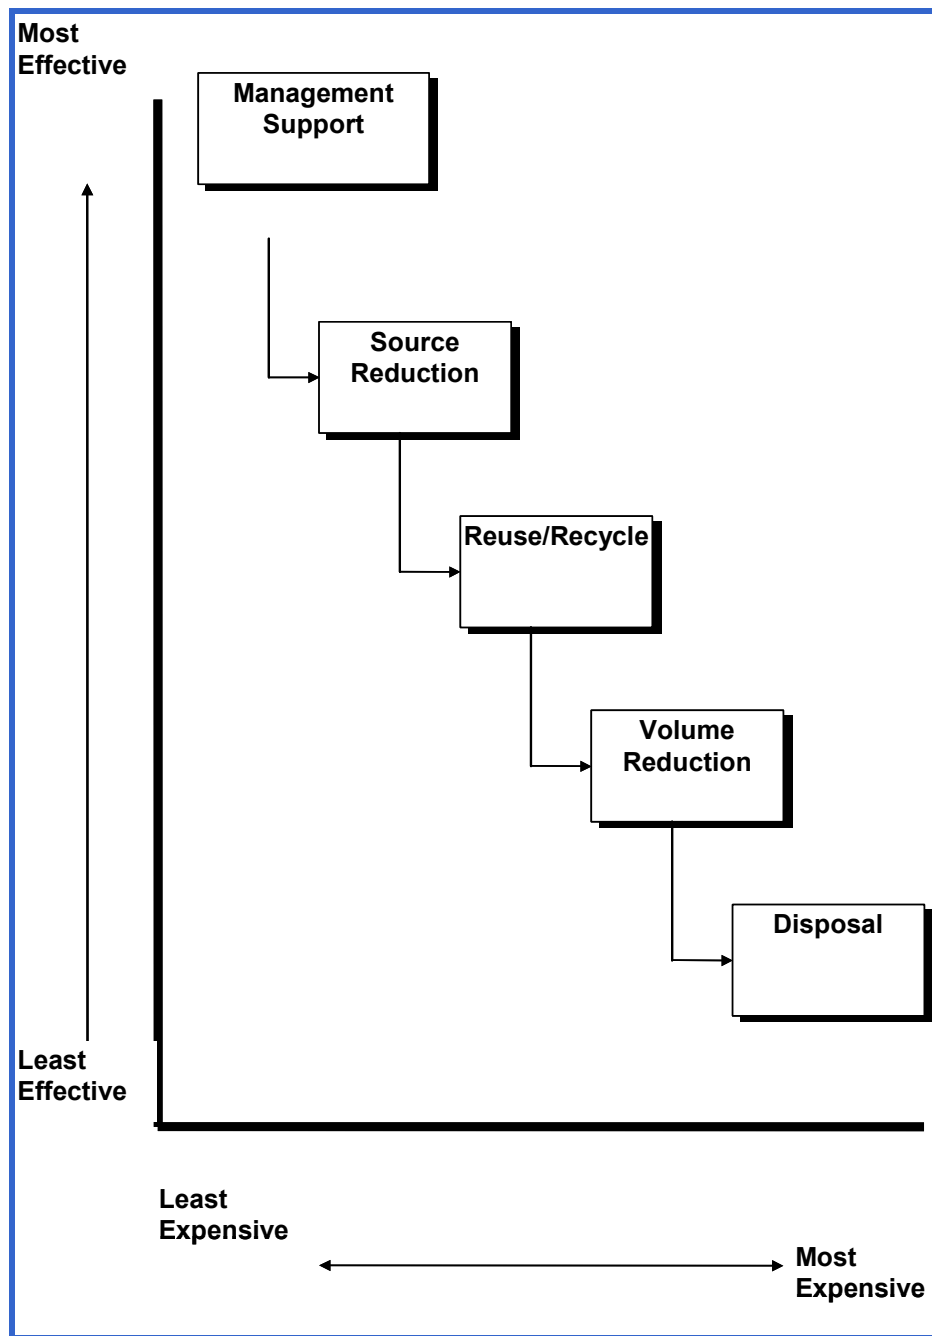 Most
Effective
Management
Support
Source
Reduction
Reuse/Recycle
Volume
Reduction
Disposal
Least
Effective
Least
Expensive
Most
Expensive